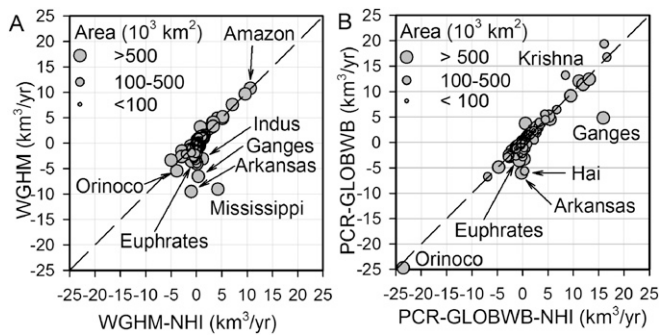 A
Area (10³ km²)
>500
100-500
<100
Amazon
Indus
Ganges
Arkansas
Mississippi
Orinoco
Euphrates
WGHM (km³/yr)
25
20
15
10
5
0
-5
-10
-15
-20
-25
-25-20-15-10 -5 0 5 10 15 20 25
WGHM-NHI (km³/yr)
B
Area (10³ km²)
> 500
100-500
< 100
Krishna
Ganges
Hai
Arkansas
Euphrates
Orinoco
PCR-GLOBWB (km³/yr)
25
20
15
10
5
0
-5
-10
-15
-20
-25
-25-20-15-10 -5 0 5 10 15 20 25
PCR-GLOBWB-NHI (km³/yr)